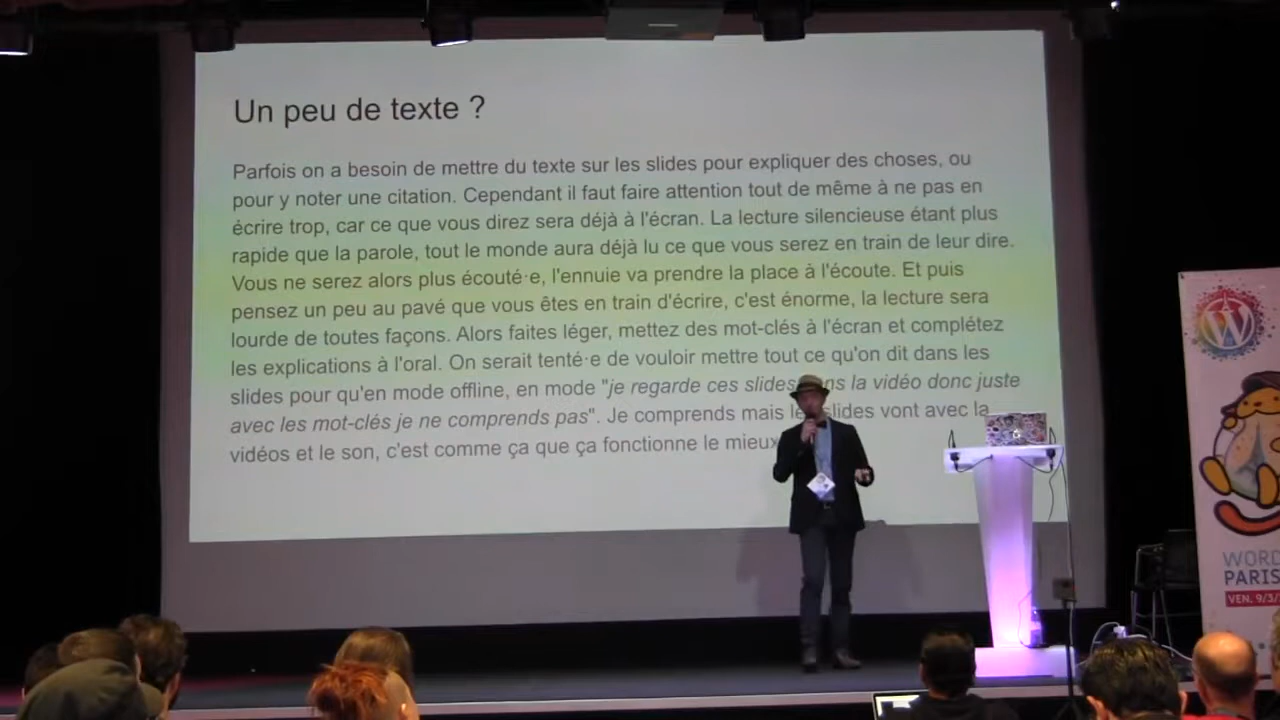 Un peu de texte ?
Parfois on a besoin de mettre du texte sur les slides pour expliquer des choses, ou
pour y noter une citation. Cependant il faut faire attention tout de même à ne pas en
écrire trop, car ce que vous direz sera déjà à l'écran. La lecture silencieuse étant plus
rapide que la parole, tout le monde aura déjà lu ce que vous serez en train de leur dire.
Vous ne serez alors plus écouté·e, l'ennuie va prendre la place à l'écoute. Et puis
pensez un peu au pavé que vous êtes en train d'écrire, c'est énorme, la lecture sera
lourde de toutes façons. Alors faites léger, mettez des mot-clés à l'écran et complétez
les explications à l'oral. On serait tenté·e de vouloir mettre tout ce qu'on dit dans les
slides pour qu'en mode offline, en mode "je regarde ces slides la vidéo donc juste
avec les mot-clés je ne comprends pas". Je comprends mais slides vont avec la
vidéos et le son, c'est comme ça que ça fonctionne le mieux
WORD
PARIS
VEN. 9/3/